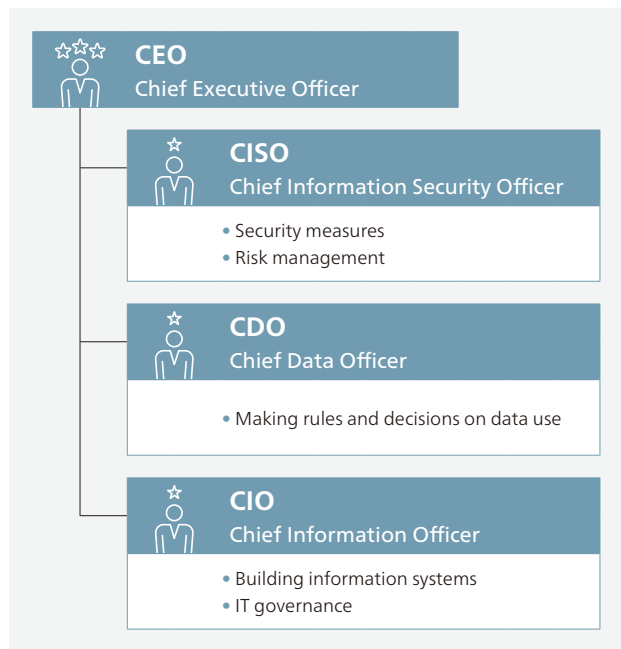 CEO
Chief Executive Officer
CISO
Chief Information Security Officer
• Security measures
• Risk management
CDO
Chief Data Officer
• Making rules and decisions on data use
CIO
Chief Information Officer
• Building information systems
• IT governance